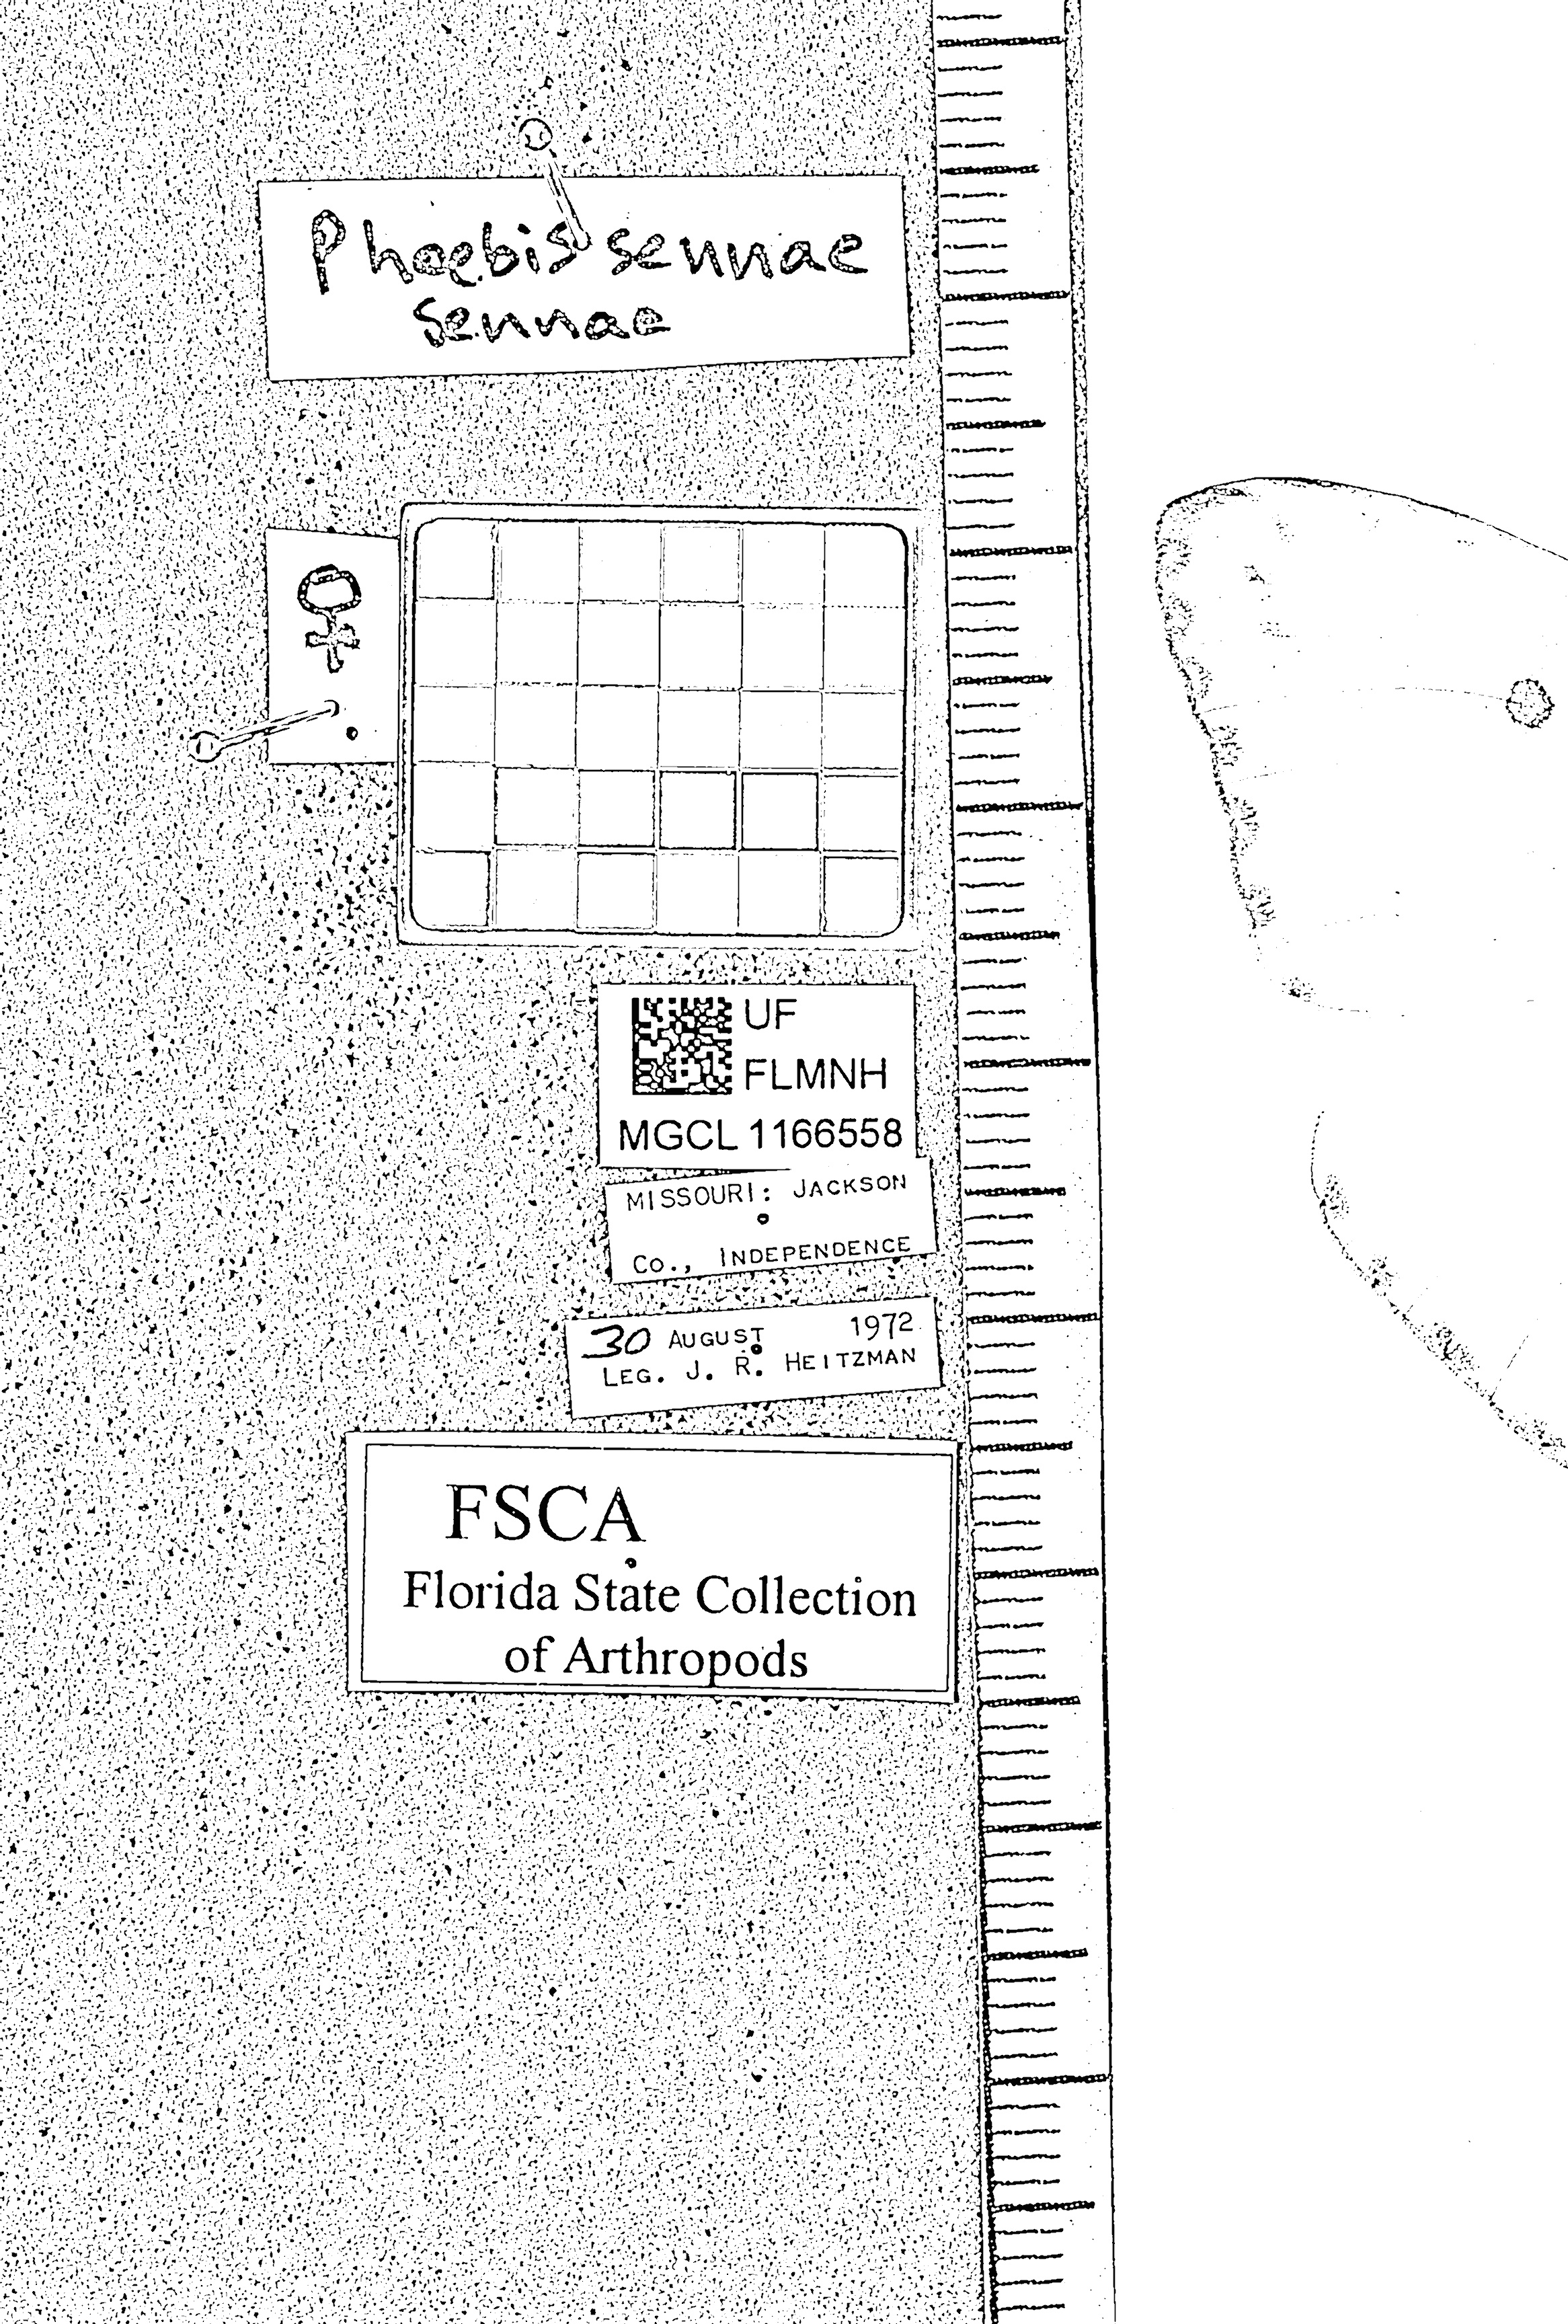 Phoebis sennae
sennae
♀
UF
FLMNH
MGCL 1166558
MISSOURI: JACKSON
Co., INDEPENDENCE
30 AUGUST 1972
LEG. J. R. HEITZMAN
FSCA
Florida State Collection
of Arthropods